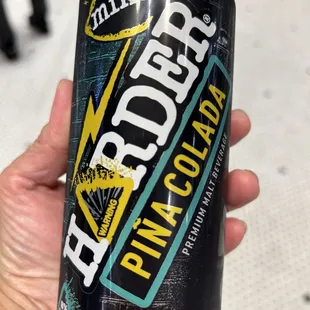 HARDER
WARNING
PIÑA COLADA
PREMIUM MALT BEVERAGE